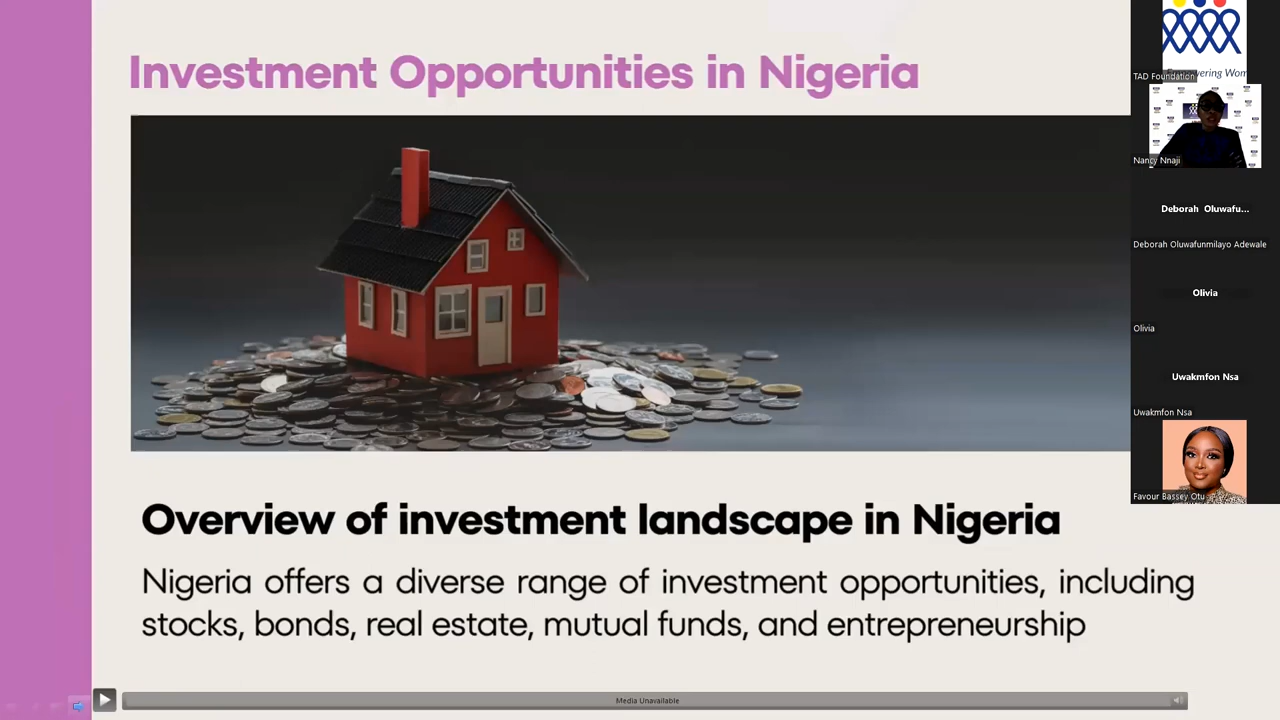 Investment Opportunities in Nigeria
Overview of investment landscape in Nigeria
Nigeria offers a diverse range of investment opportunities, including
stocks, bonds, real estate, mutual funds, and entrepreneurship
Media Unavailable
TAD Foundation
Nancy Nnaji
Deborah Oluwafu...
Deborah Oluwafunmilayo Adewale
Olivia
Olivia
Uwakmfon Nsa
Uwakmfon Nsa
Favour Bassey Otu